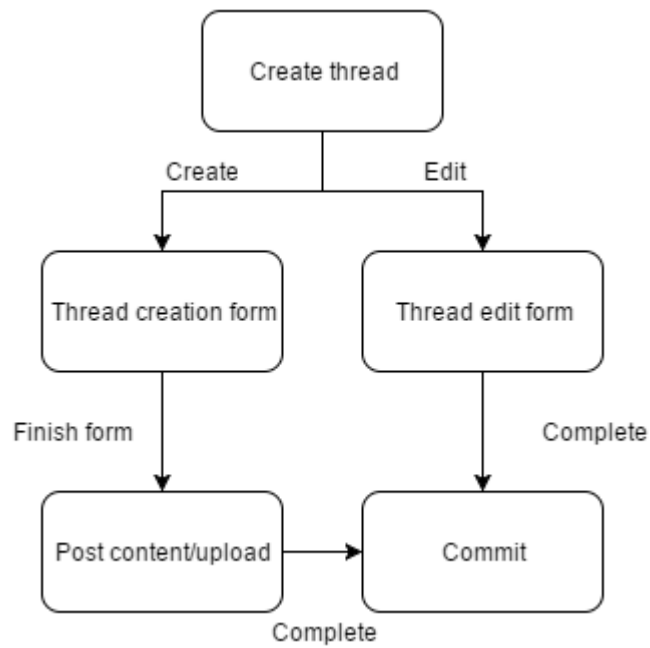 Create thread
Create
Edit
Thread creation form
Thread edit form
Finish form
Complete
Post content/upload
Commit
Complete